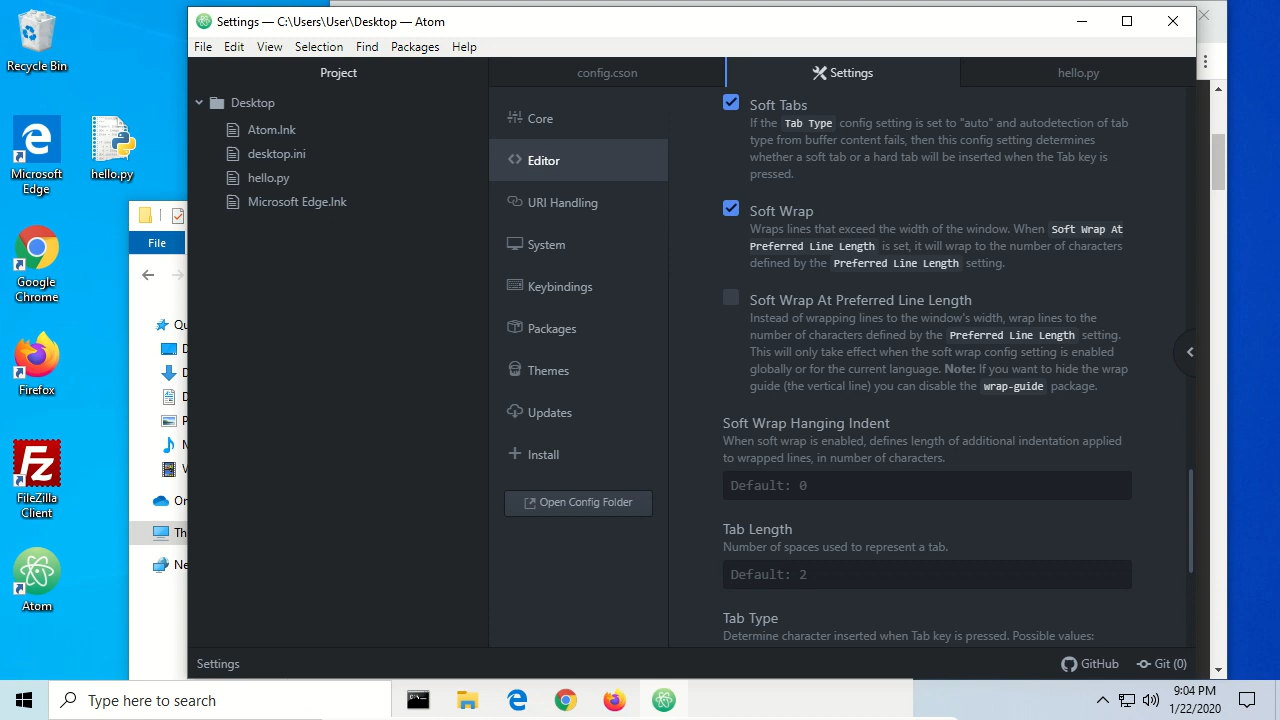 Recycle Bin
Microsoft Edge
hello.py
Google Chrome
Firefox
FileZilla Client
Atom
File
Settings — C:\Users\User\Desktop — Atom
File Edit View Selection Find Packages Help
Project
config.cson
Settings
hello.py
Desktop
Atom.lnk
desktop.ini
hello.py
Microsoft Edge.lnk
Core
Editor
URI Handling
System
Keybindings
Packages
Themes
Updates
Install
Open Config Folder
Soft Tabs
If the Tab Type config setting is set to "auto" and autodetection of tab
type from buffer content fails, then this config setting determines
whether a soft tab or a hard tab will be inserted when the Tab key is
pressed.
Soft Wrap
Wraps lines that exceed the width of the window. When Soft Wrap At
Preferred Line Length is set, it will wrap to the number of characters
defined by the Preferred Line Length setting.
Soft Wrap At Preferred Line Length
Instead of wrapping lines to the window's width, wrap lines to the
number of characters defined by the Preferred Line Length setting.
This will only take effect when the soft wrap config setting is enabled
globally or for the current language. Note: If you want to hide the wrap
guide (the vertical line) you can disable the wrap-guide package.
Soft Wrap Hanging Indent
When soft wrap is enabled, defines length of additional indentation applied
to wrapped lines, in number of characters.
Default: 0
Tab Length
Number of spaces used to represent a tab.
Default: 2
Tab Type
Determine character inserted when Tab key is pressed. Possible values:
Settings
GitHub
Git (0)
Type here to search
9:04 PM
1/22/2020